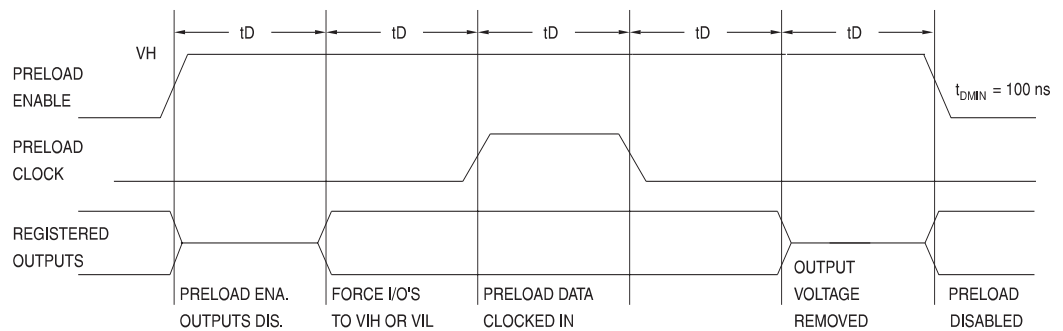 tD tD tD tD tD
VH
PRELOAD
ENABLE
tDMIN = 100 ns
PRELOAD
CLOCK
REGISTERED
OUTPUTS
PRELOAD ENA.
OUTPUTS DIS.
FORCE I/O'S
TO VIH OR VIL
PRELOAD DATA
CLOCKED IN
OUTPUT
VOLTAGE
REMOVED
PRELOAD
DISABLED